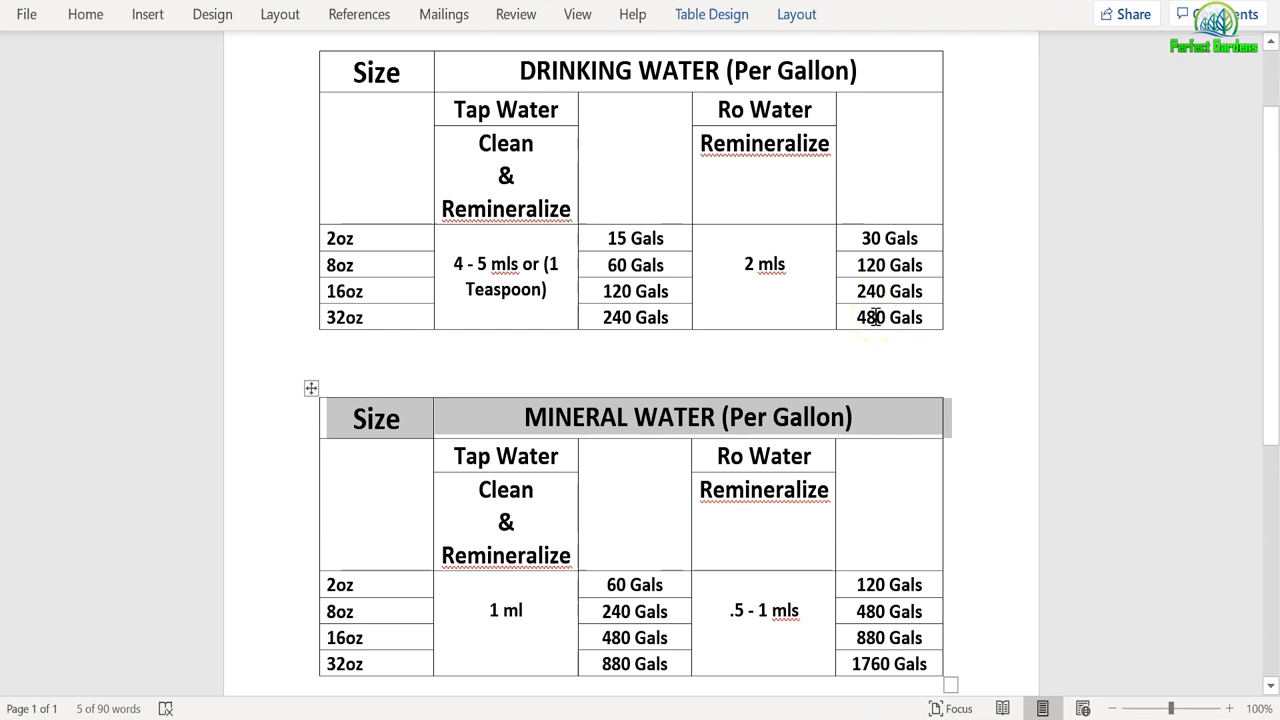 File Home Insert Design Layout References Mailings Review View Help Table Design Layout Share
Perfect Gardens
Size DRINKING WATER (Per Gallon)
Tap Water Ro Water
Clean Remineralize
&
Remineralize
2oz 15 Gals 30 Gals
8oz 4 - 5 mls or (1 60 Gals 2 mls 120 Gals
Teaspoon)
16oz 120 Gals 240 Gals
32oz 240 Gals 480 Gals
Size MINERAL WATER (Per Gallon)
Tap Water Ro Water
Clean Remineralize
&
Remineralize
2oz 60 Gals 120 Gals
8oz 1 ml 240 Gals .5 - 1 mls 480 Gals
16oz 480 Gals 880 Gals
32oz 880 Gals 1760 Gals
Page 1 of 1 5 of 90 words Focus 100%